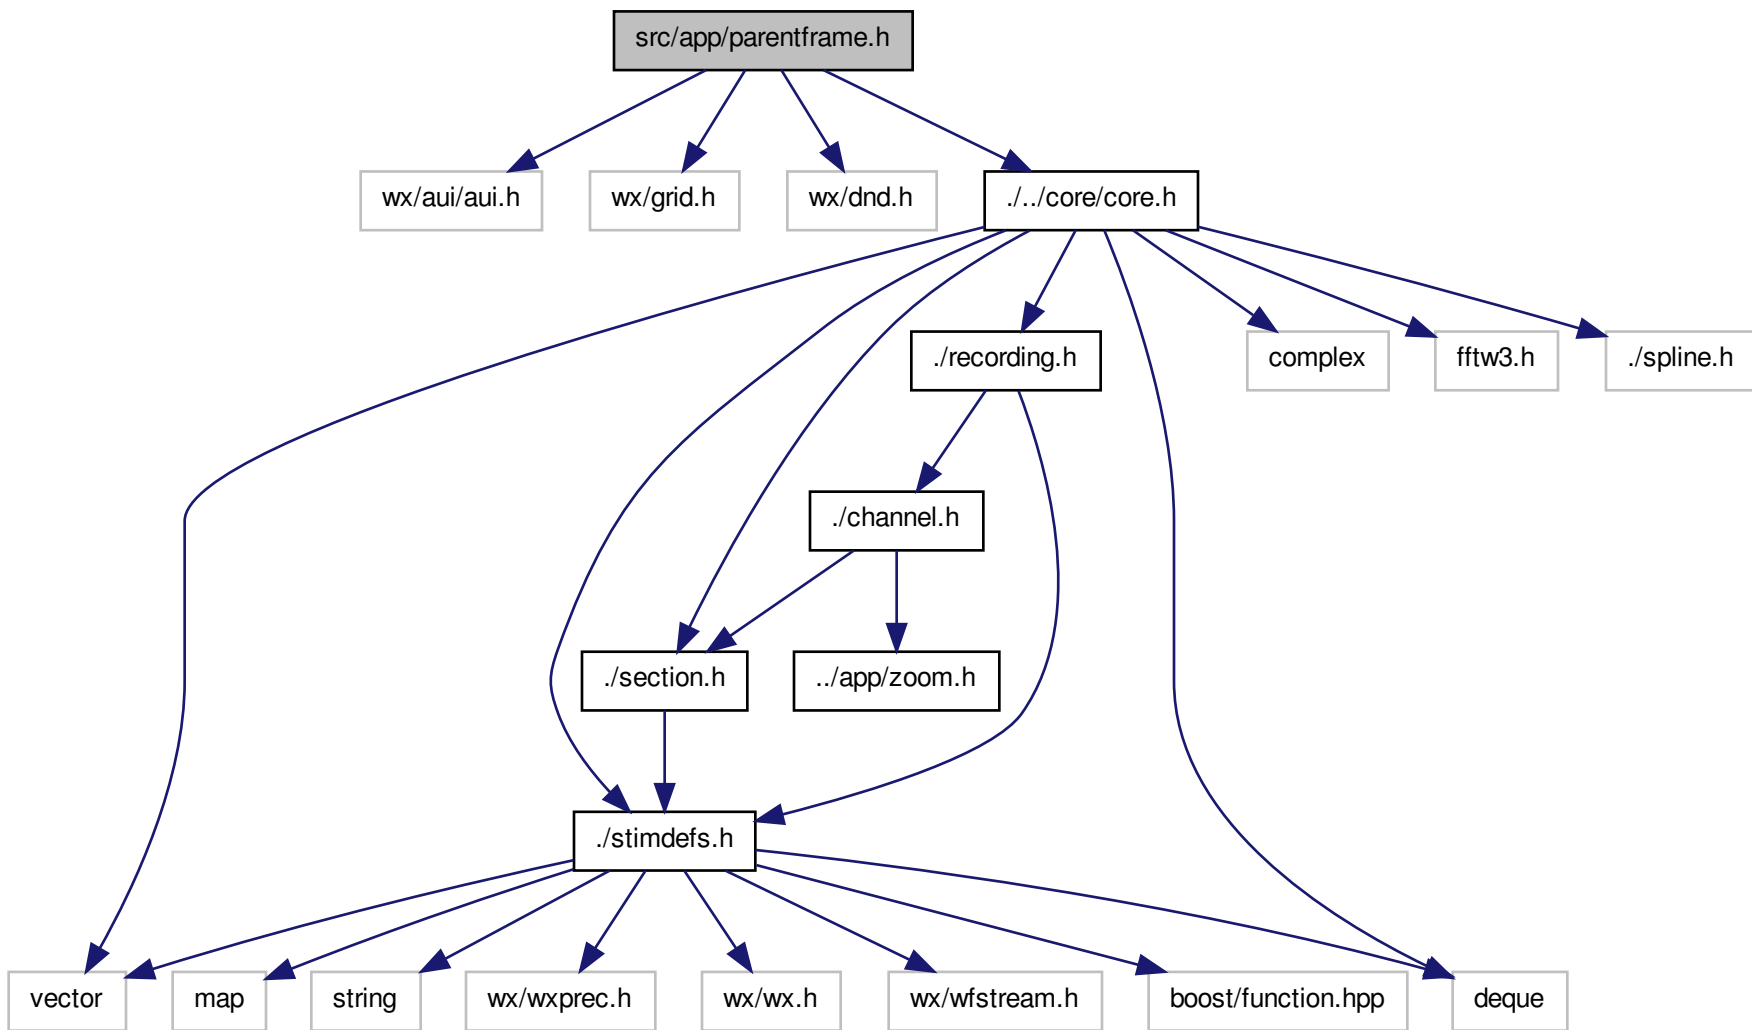 src/app/parentframe.h
wx/aui/aui.h
wx/grid.h
wx/dnd.h
./../core/core.h
./recording.h
complex
fftw3.h
./spline.h
./channel.h
./section.h
../app/zoom.h
./stimdefs.h
vector
map
string
wx/wxprec.h
wx/wx.h
wx/wfstream.h
boost/function.hpp
deque